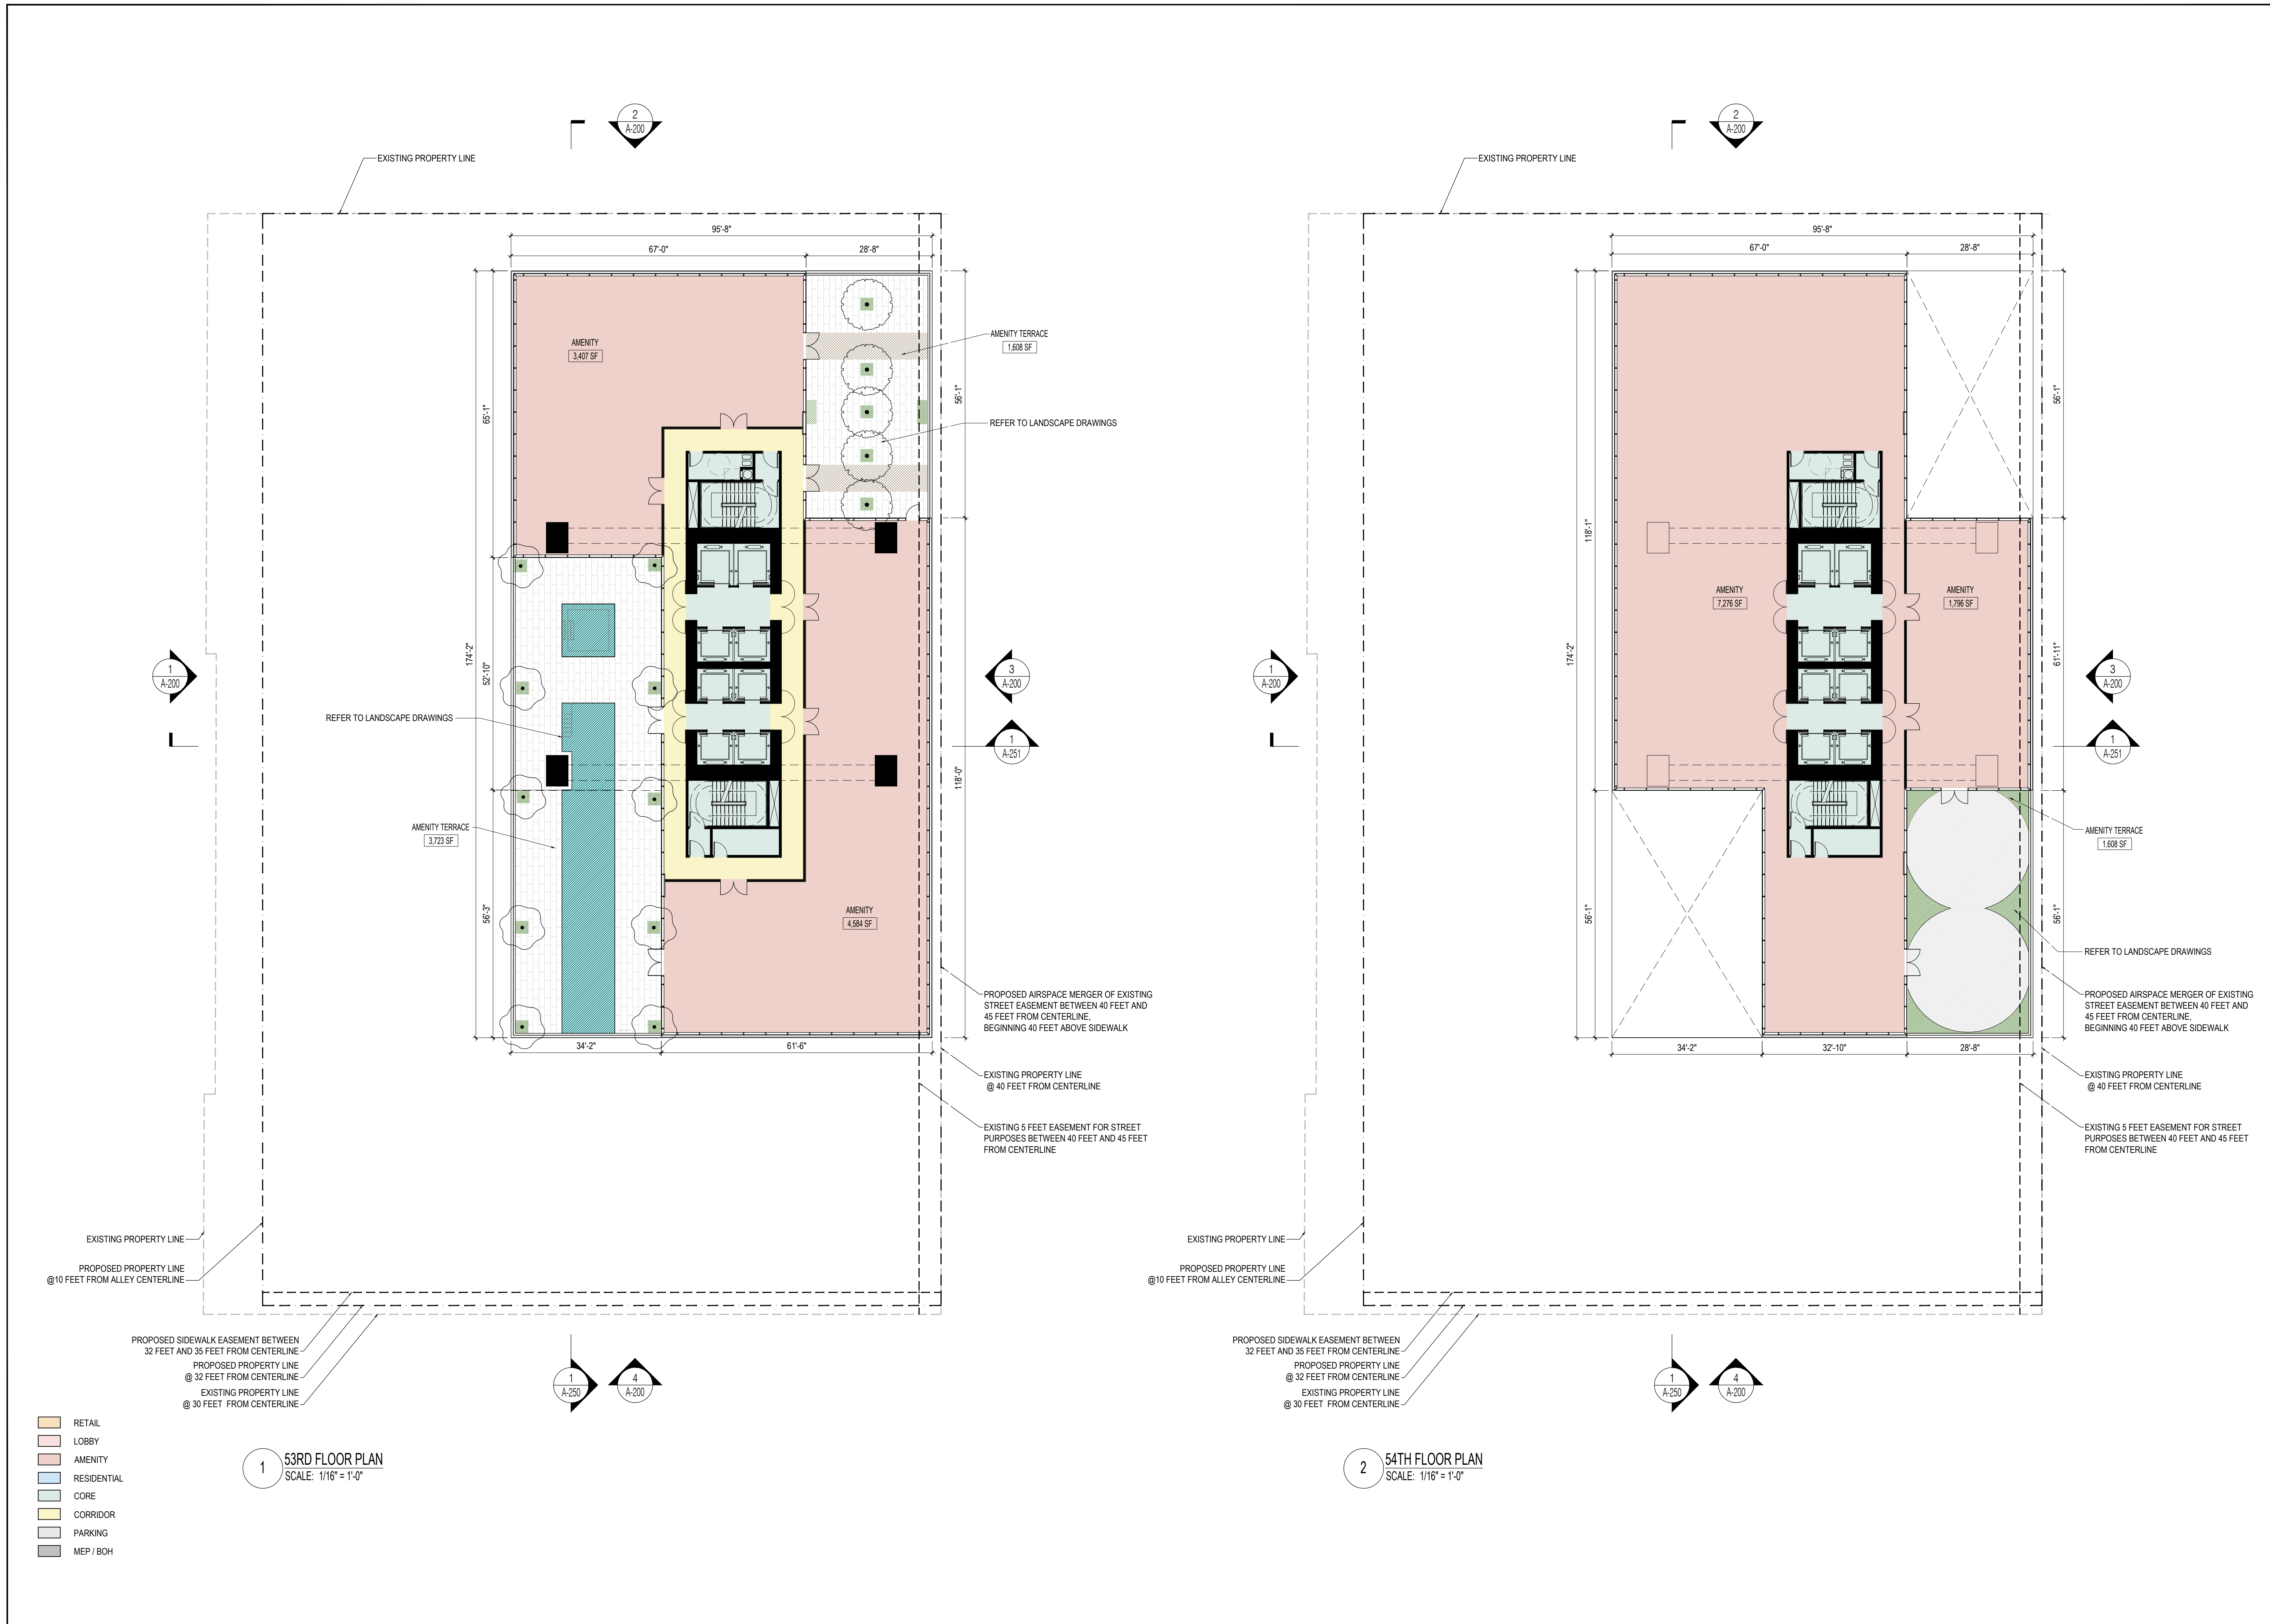 2
A-200
EXISTING PROPERTY LINE
95'-8"
67'-0"
28'-8"
AMENITY
3,407 SF
AMENITY TERRACE
1,608 SF
65'-1"
56'-1"
REFER TO LANDSCAPE DRAWINGS
1
A-200
174'-2"
52'-10"
3
A-200
REFER TO LANDSCAPE DRAWINGS
1
A-251
118'-0"
AMENITY TERRACE
3,723 SF
56'-3"
AMENITY
4,584 SF
PROPOSED AIRSPACE MERGER OF EXISTING
STREET EASEMENT BETWEEN 40 FEET AND
45 FEET FROM CENTERLINE,
BEGINNING 40 FEET ABOVE SIDEWALK
34'-2"
61'-6"
EXISTING PROPERTY LINE
@ 40 FEET FROM CENTERLINE
EXISTING 5 FEET EASEMENT FOR STREET
PURPOSES BETWEEN 40 FEET AND 45 FEET
FROM CENTERLINE
EXISTING PROPERTY LINE
PROPOSED PROPERTY LINE
@10 FEET FROM ALLEY CENTERLINE
PROPOSED SIDEWALK EASEMENT BETWEEN
32 FEET AND 35 FEET FROM CENTERLINE
PROPOSED PROPERTY LINE
@ 32 FEET FROM CENTERLINE
EXISTING PROPERTY LINE
@ 30 FEET FROM CENTERLINE
1
A-250
4
A-200
RETAIL
LOBBY
AMENITY
RESIDENTIAL
CORE
CORRIDOR
PARKING
MEP / BOH
1
53RD FLOOR PLAN
SCALE: 1/16" = 1'-0"
2
A-200
EXISTING PROPERTY LINE
95'-8"
67'-0"
28'-8"
56'-1"
118'-1"
174'-2"
AMENITY
7,276 SF
AMENITY
1,796 SF
1
A-200
61'-11"
3
A-200
1
A-251
AMENITY TERRACE
1,608 SF
56'-1"
56'-1"
REFER TO LANDSCAPE DRAWINGS
PROPOSED AIRSPACE MERGER OF EXISTING
STREET EASEMENT BETWEEN 40 FEET AND
45 FEET FROM CENTERLINE,
BEGINNING 40 FEET ABOVE SIDEWALK
34'-2"
32'-10"
28'-8"
EXISTING PROPERTY LINE
@ 40 FEET FROM CENTERLINE
EXISTING 5 FEET EASEMENT FOR STREET
PURPOSES BETWEEN 40 FEET AND 45 FEET
FROM CENTERLINE
EXISTING PROPERTY LINE
PROPOSED PROPERTY LINE
@10 FEET FROM ALLEY CENTERLINE
PROPOSED SIDEWALK EASEMENT BETWEEN
32 FEET AND 35 FEET FROM CENTERLINE
PROPOSED PROPERTY LINE
@ 32 FEET FROM CENTERLINE
EXISTING PROPERTY LINE
@ 30 FEET FROM CENTERLINE
1
A-250
4
A-200
2
54TH FLOOR PLAN
SCALE: 1/16" = 1'-0"